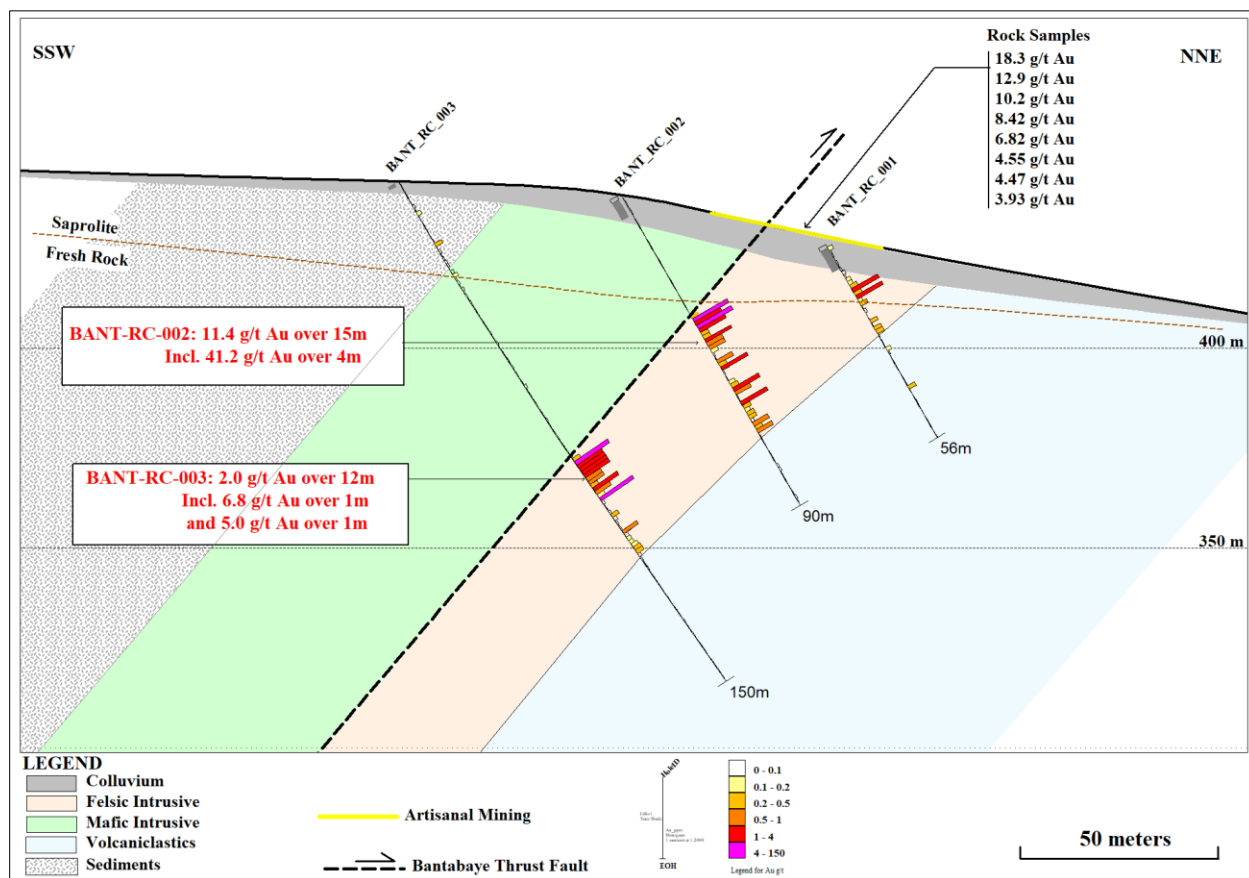 SSW
NNE
Rock Samples
18.3 g/t Au
12.9 g/t Au
10.2 g/t Au
8.42 g/t Au
6.82 g/t Au
4.55 g/t Au
4.47 g/t Au
3.93 g/t Au
BANT_RC_003
BANT_RC_002
BANT_RC_001
Saprolite
Fresh Rock
BANT-RC-002: 11.4 g/t Au over 15m
Incl. 41.2 g/t Au over 4m
400 m
56m
BANT-RC-003: 2.0 g/t Au over 12m
Incl. 6.8 g/t Au over 1m
and 5.0 g/t Au over 1m
90m
350 m
150m
LEGEND
Colluvium
Felsic Intrusive
Mafic Intrusive
Volcaniclastics
Sediments
Artisanal Mining
Bantabaye Thrust Fault
HoleID
Au_ppm
EOH
0 - 0.1
0.1 - 0.2
0.2 - 0.5
0.5 - 1
1 - 4
4 - 150
Legend for Au g/t
50 meters